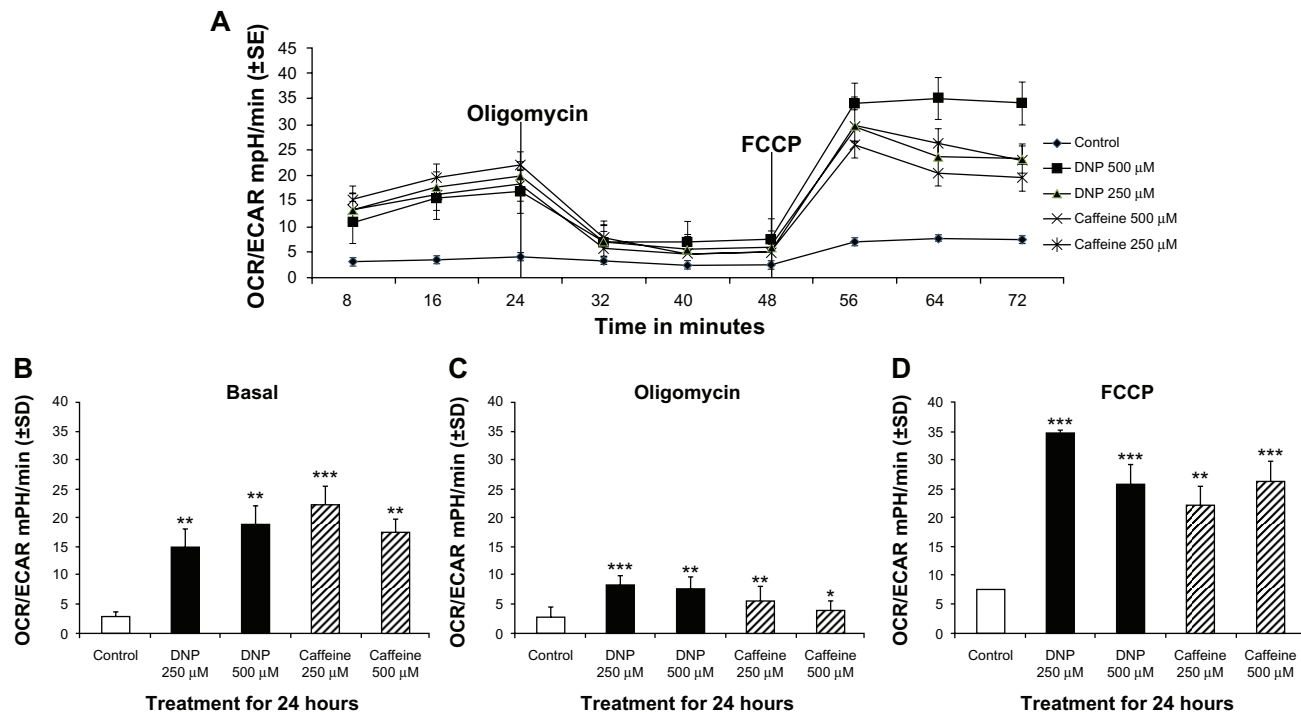 A
OCR/ECAR mpH/min (±SE)
45
40
35
30
25
20
15
10
5
0
Oligomycin
FCCP
Control
DNP 500 μM
DNP 250 μM
Caffeine 500 μM
Caffeine 250 μM
8 16 24 32 40 48 56 64 72
Time in minutes
B
Basal
OCR/ECAR mPH/min (±SD)
40
35
30
25
20
15
10
5
0
** ** *** **
Control DNP DNP Caffeine Caffeine
250 μM 500 μM 250 μM 500 μM
Treatment for 24 hours
C
Oligomycin
OCR/ECAR mPH/min (±SD)
40
35
30
25
20
15
10
5
0
*** ** ** *
Control DNP DNP Caffeine Caffeine
250 μM 500 μM 250 μM 500 μM
Treatment for 24 hours
D
FCCP
OCR/ECAR mPH/min (±SD)
40
35
30
25
20
15
10
5
0
*** *** ** ***
Control DNP DNP Caffeine Caffeine
250 μM 500 μM 250 μM 500 μM
Treatment for 24 hours